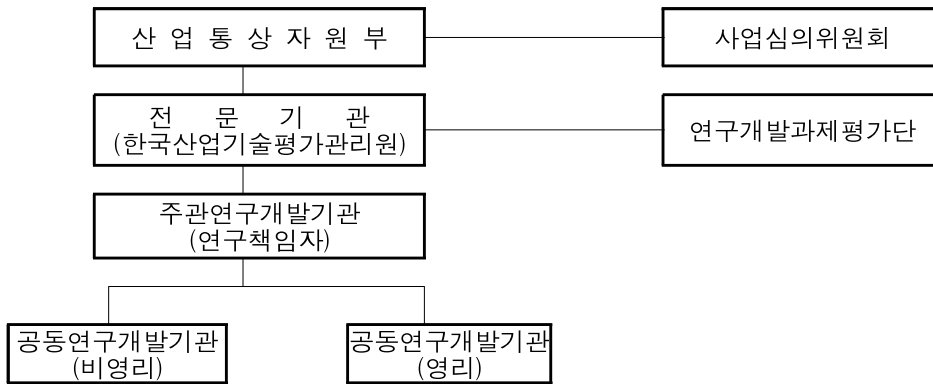 산 업 통 상 자 원 부
사업심의위원회
전 문 기 관
(한국산업기술평가관리원)
연구개발과제평가단
주관연구개발기관
(연구책임자)
공동연구개발기관
(비영리)
공동연구개발기관
(영리)